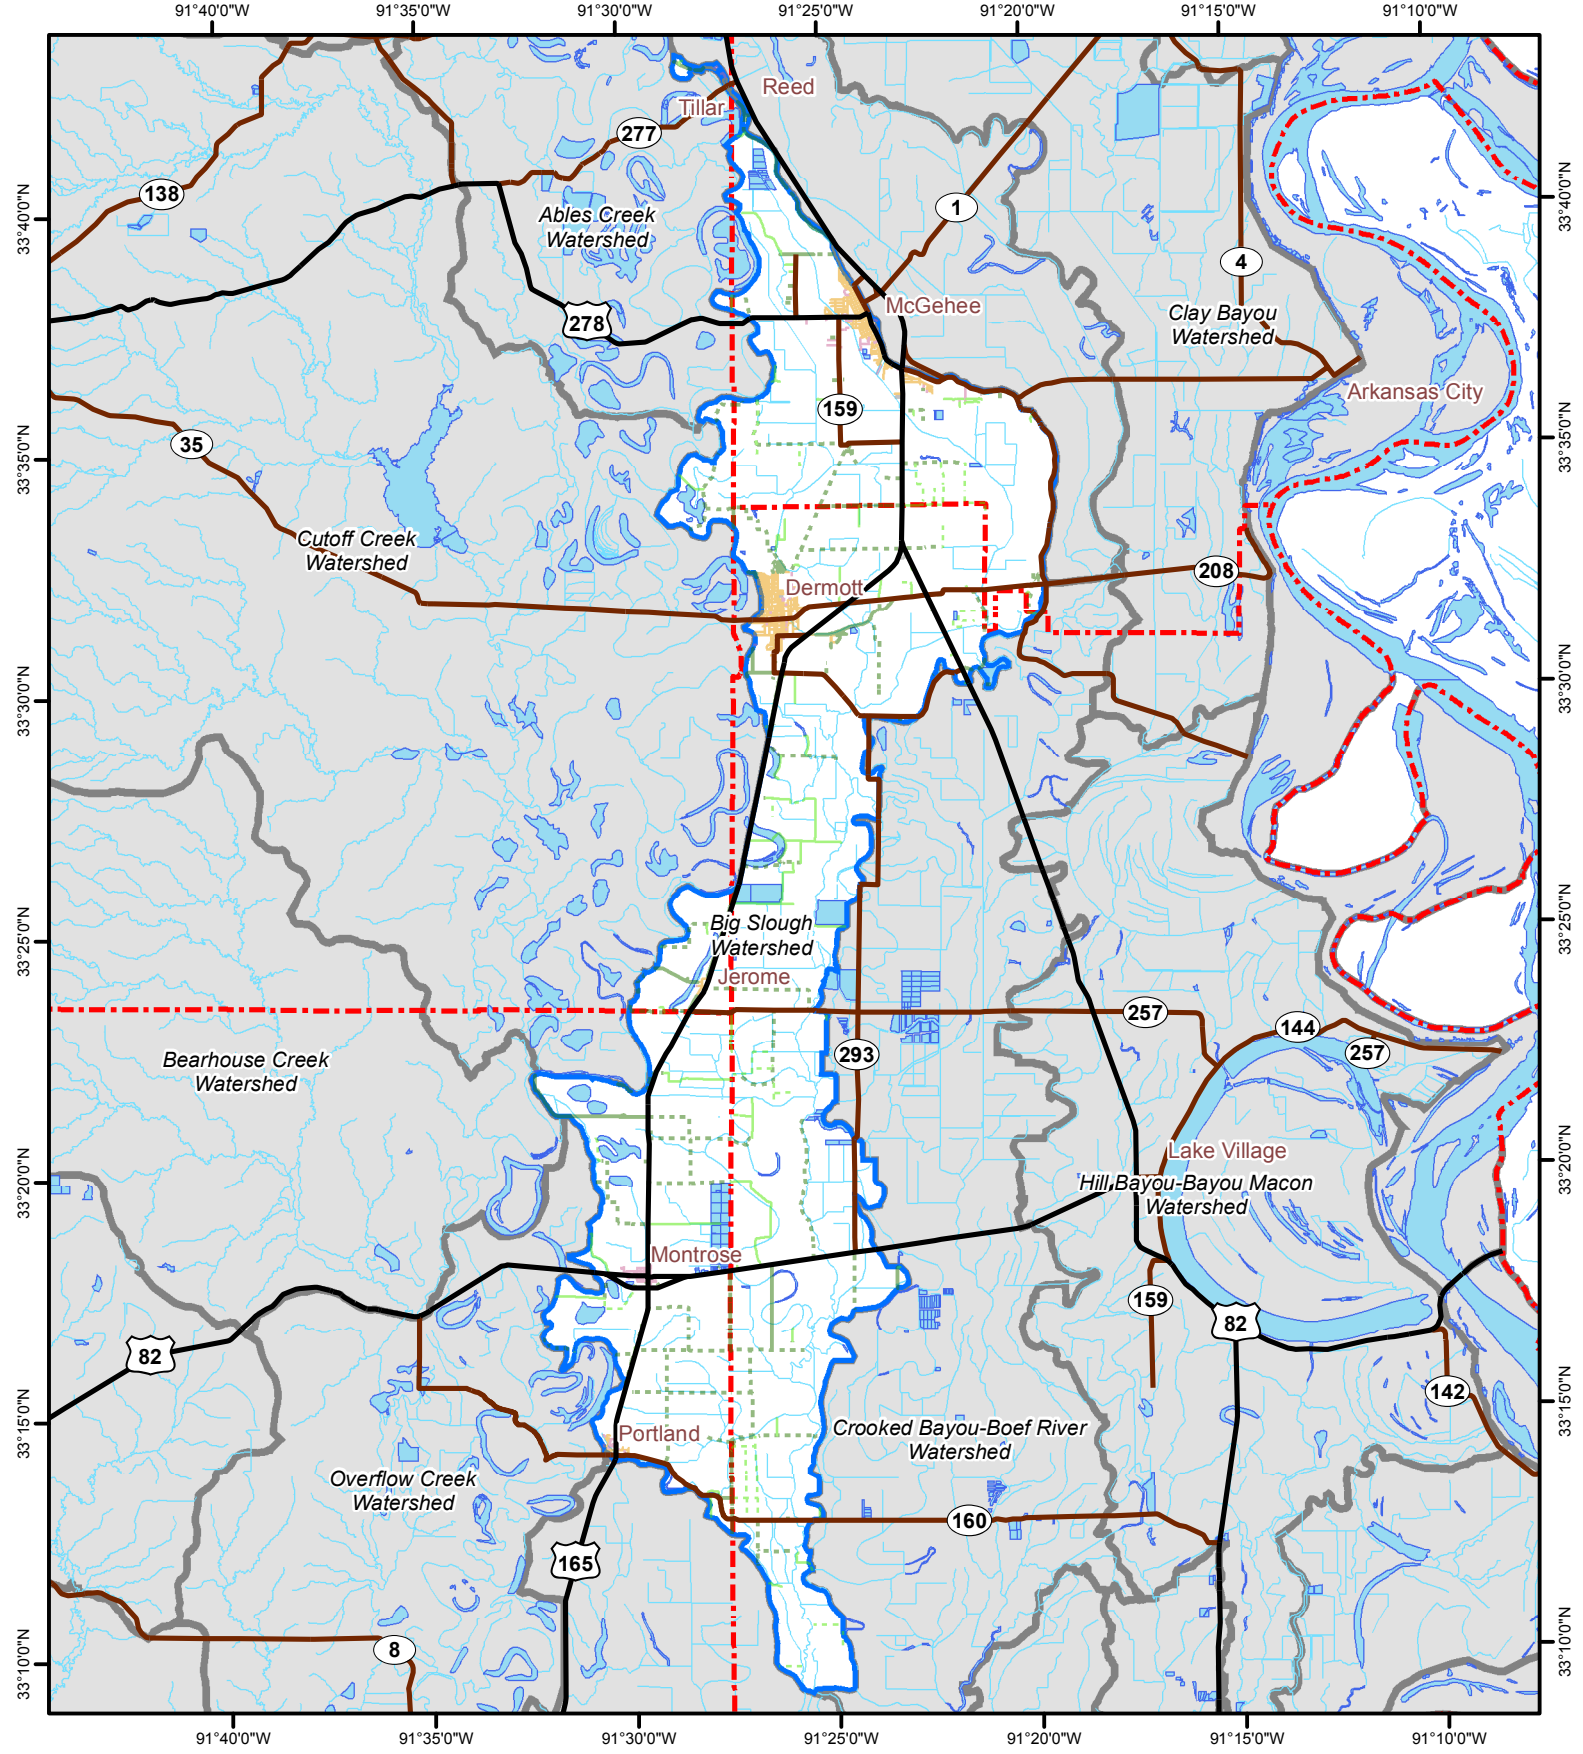 91°40'0"W
91°35'0"W
91°30'0"W
91°25'0"W
91°20'0"W
91°15'0"W
91°10'0"W
Reed
Tillar
277
138
33°40'0"N
33°40'0"N
1
Ables Creek
Watershed
4
McGehee
Clay Bayou
Watershed
278
Arkansas City
159
35
33°35'0"N
33°35'0"N
Cutoff Creek
Watershed
208
Dermott
33°30'0"N
33°30'0"N
Big Slough
Watershed
33°25'0"N
33°25'0"N
Jerome
257
144
257
293
Bearhouse Creek
Watershed
Lake Village
Hill Bayou-Bayou Macon
Watershed
33°20'0"N
33°20'0"N
Montrose
159
82
82
142
33°15'0"N
33°15'0"N
Portland
Crooked Bayou-Boef River
Watershed
Overflow Creek
Watershed
160
165
8
33°10'0"N
33°10'0"N
91°40'0"W
91°35'0"W
91°30'0"W
91°25'0"W
91°20'0"W
91°15'0"W
91°10'0"W